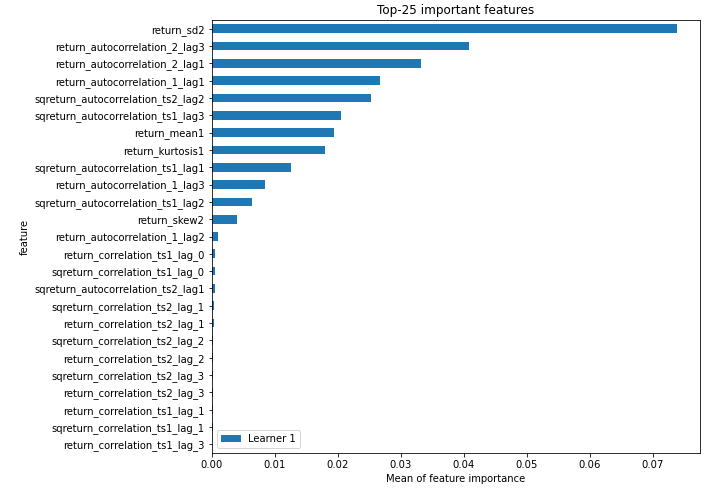 Top-25 important features
return_sd2
return_autocorrelation_2_lag3
return_autocorrelation_2_lag1
return_autocorrelation_1_lag1
sqreturn_autocorrelation_ts2_lag2
sqreturn_autocorrelation_ts1_lag3
return_mean1
return_kurtosis1
sqreturn_autocorrelation_ts1_lag1
return_autocorrelation_1_lag3
sqreturn_autocorrelation_ts1_lag2
return_skew2
return_autocorrelation_1_lag2
return_correlation_ts1_lag_0
sqreturn_correlation_ts1_lag_0
sqreturn_autocorrelation_ts2_lag1
sqreturn_correlation_ts2_lag_1
return_correlation_ts2_lag_1
sqreturn_correlation_ts2_lag_2
return_correlation_ts2_lag_2
sqreturn_correlation_ts2_lag_3
return_correlation_ts2_lag_3
return_correlation_ts1_lag_1
sqreturn_correlation_ts1_lag_1
return_correlation_ts1_lag_3
feature
Learner 1
0.00 0.01 0.02 0.03 0.04 0.05 0.06 0.07
Mean of feature importance